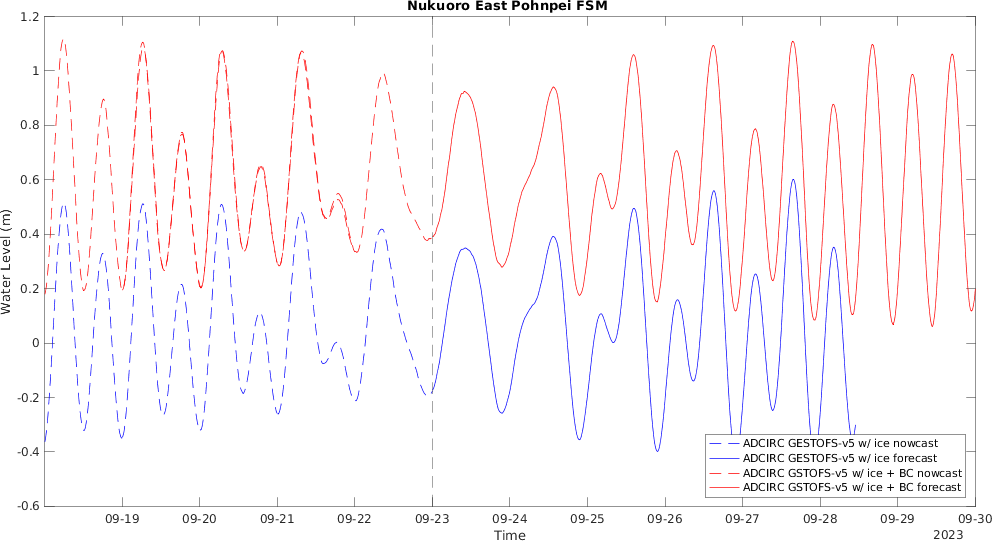 Nukuoro East Pohnpei FSM
1.2
1
0.8
0.6
0.4
0.2
0
-0.2
-0.4
-0.6
Water Level (m)
ADCIRC GESTOFS-v5 w/ ice nowcast
ADCIRC GESTOFS-v5 w/ ice forecast
ADCIRC GSTOFS-v5 w/ ice + BC nowcast
ADCIRC GSTOFS-v5 w/ ice + BC forecast
09-19 09-20 09-21 09-22 09-23 09-24 09-25 09-26 09-27 09-28 09-29 09-30
Time
2023